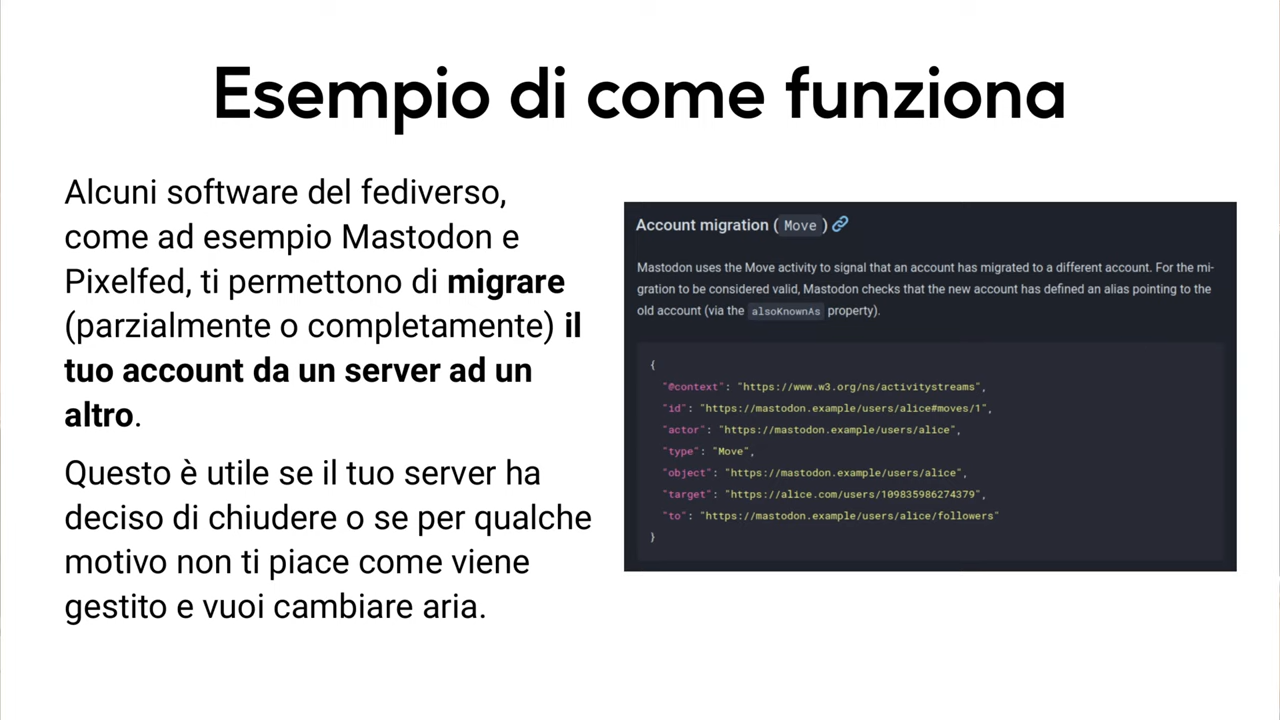 Esempio di come funziona
Alcuni software del fediverso,
come ad esempio Mastodon e
Pixelfed, ti permettono di migrare
(parzialmente o completamente) il
tuo account da un server ad un
altro.
Questo è utile se il tuo server ha
deciso di chiudere o se per qualche
motivo non ti piace come viene
gestito e vuoi cambiare aria.
Account migration (Move)
Mastodon uses the Move activity to signal that an account has migrated to a different account. For the mi-
gration to be considered valid, Mastodon checks that the new account has defined an alias pointing to the
old account (via the alsoKnownAs property).
{
"@context": "https://www.w3.org/ns/activitystreams",
"id": "https://mastodon.example/users/alice#moves/1",
"actor": "https://mastodon.example/users/alice",
"type": "Move",
"object": "https://mastodon.example/users/alice",
"target": "https://alice.com/users/109835986274379",
"to": "https://mastodon.example/users/alice/followers"
}